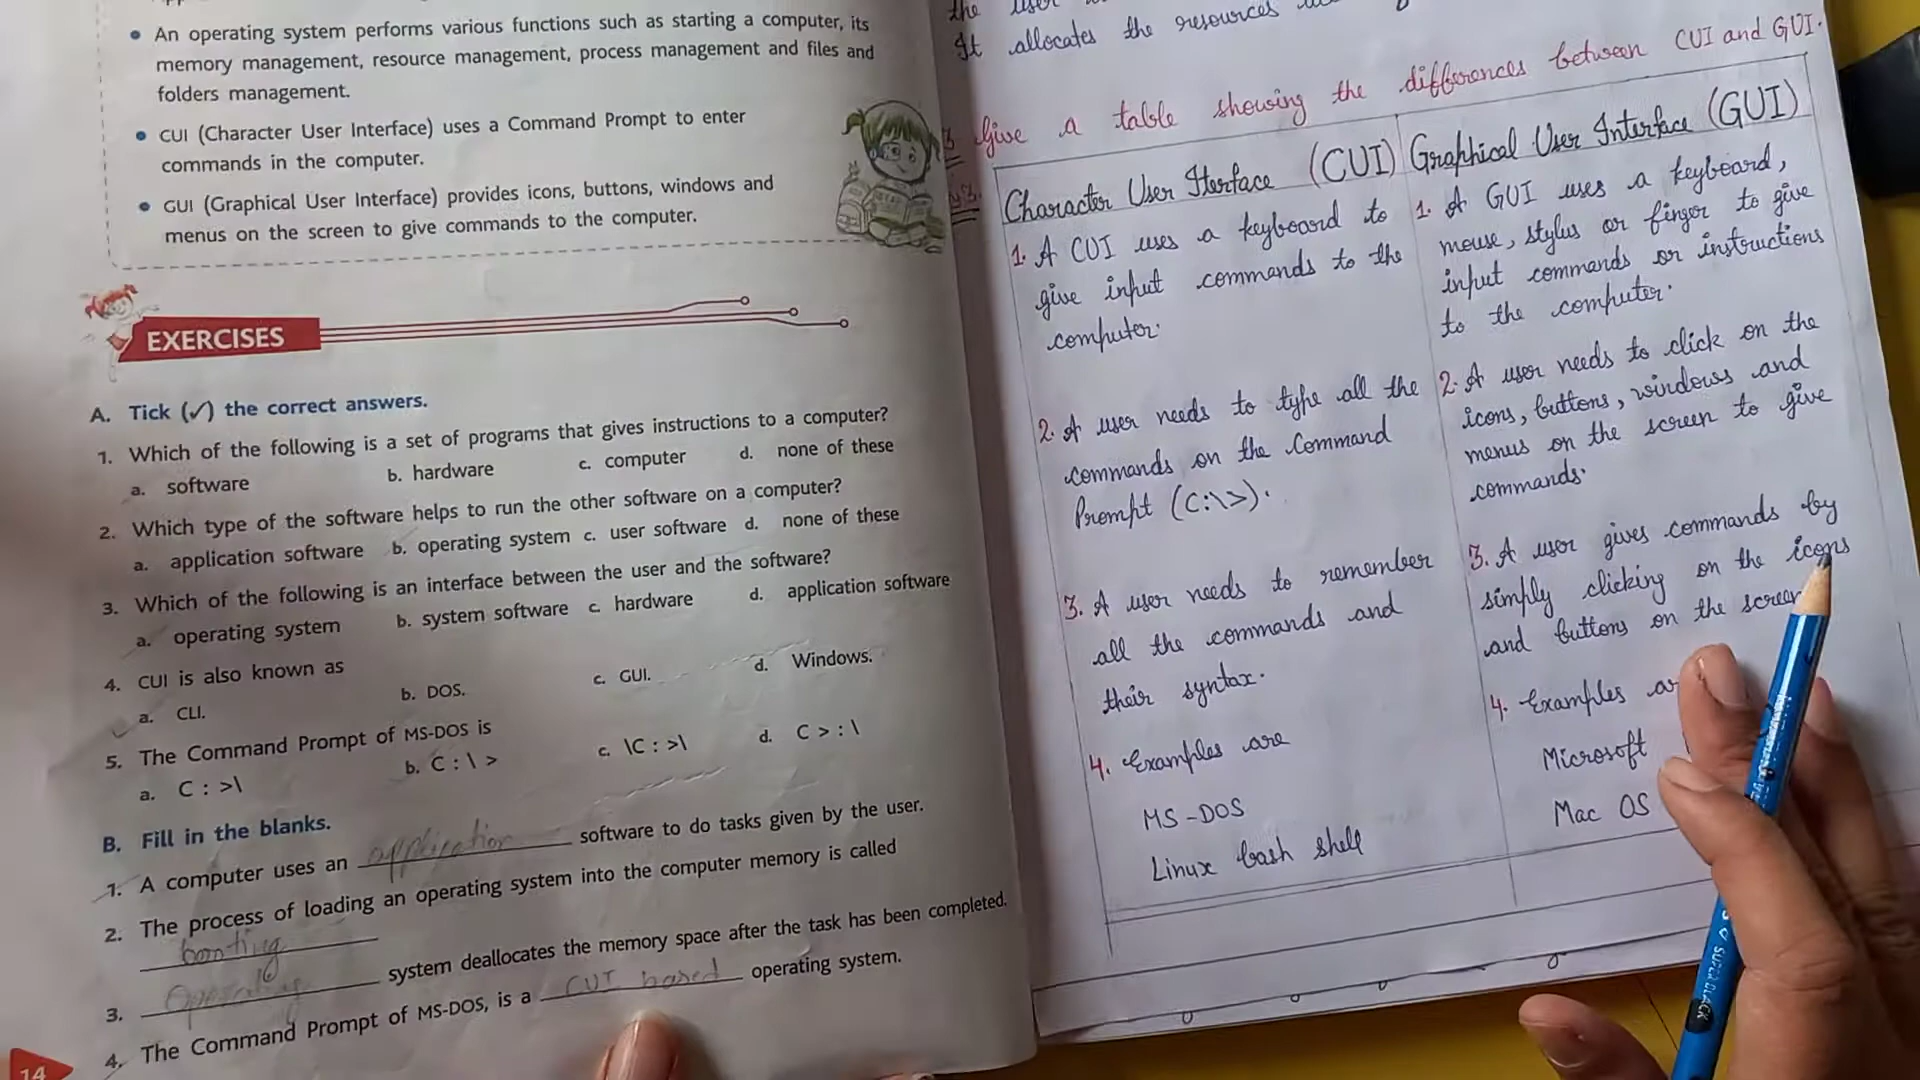 An operating system performs various functions such as starting a computer, its
memory management, resource management, process management and files and
folders management.
CUI (Character User Interface) uses a Command Prompt to enter
commands in the computer.
GUI (Graphical User Interface) provides icons, buttons, windows and
menus on the screen to give commands to the computer.
EXERCISES
A. Tick (✓) the correct answers.
1. Which of the following is a set of programs that gives instructions to a computer?
a. software b. hardware c. computer d. none of these
2. Which type of the software helps to run the other software on a computer?
a. application software b. operating system c. user software d. none of these
3. Which of the following is an interface between the user and the software?
a. operating system b. system software c. hardware d. application software
4. CUI is also known as
a. CLI. b. DOS. c. GUI. d. Windows.
5. The Command Prompt of MS-DOS is
a. C : >\ b. C : \ > c. \C : >\ d. C > : \
B. Fill in the blanks.
1. A computer uses an application software to do tasks given by the user.
2. The process of loading an operating system into the computer memory is called
booting
3. Operating system deallocates the memory space after the task has been completed.
4. The Command Prompt of MS-DOS, is a CUI based operating system.
14
the user
It allocates the resources
3 Give a table showing the differences between CUI and GUI.
Character User Iterface (CUI)
1. A CUI uses a keyboard to
give input commands to the
computer.
2. A user needs to type all the
commands on the Command
Prompt (C:\>).
3. A user needs to remember
all the commands and
their syntax.
4. Examples are
MS-DOS
Linux bash shell
Graphical User Interface (GUI)
1. A GUI uses a keyboard,
mouse, stylus or finger to give
input commands or instructions
to the computer.
2. A user needs to click on the
icons, buttons, windows and
menus on the screen to give
commands.
3. A user gives commands by
simply clicking on the icons
and buttons on the screen
4. Examples
Microsoft
Mac OS
SUPER BLACK